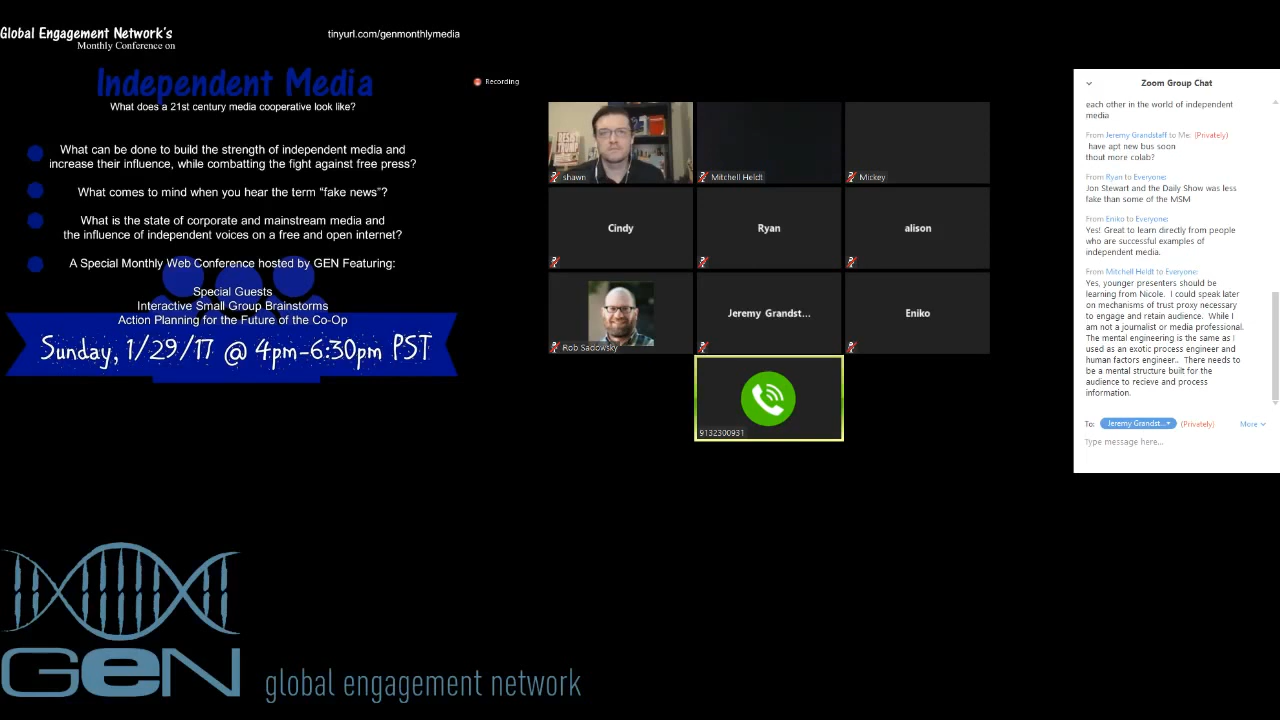 Global Engagement Network's
Monthly Conference on
tinyurl.com/genmonthlymedia
Independent Media
What does a 21st century media cooperative look like?
What can be done to build the strength of independent media and
increase their influence, while combatting the fight against free press?
What comes to mind when you hear the term "fake news"?
What is the state of corporate and mainstream media and
the influence of independent voices on a free and open internet?
A Special Monthly Web Conference hosted by GEN Featuring:
Special Guests
Interactive Small Group Brainstorms
Action Planning for the Future of the Co-Op
Sunday, 1/29/17 @ 4pm-6:30pm PST
GeN
global engagement network
Recording
shawn
Mitchell Heldt
Mickey
Cindy
Ryan
alison
Rob Sadowsky
Jeremy Grandst...
Eniko
9132300931
Zoom Group Chat
each other in the world of independent
media
From Jeremy Grandstaff to Me: (Privately)
have apt new bus soon
thout more colab?
From Ryan to Everyone:
Jon Stewart and the Daily Show was less
fake than some of the MSM
From Eniko to Everyone:
Yes! Great to learn directly from people
who are successful examples of
independent media.
From Mitchell Heldt to Everyone:
Yes, younger presenters should be
learning from Nicole. I could speak later
on mechanisms of trust proxy necessary
to engage and retain audience. While I
am not a journalist or media professional.
The mental engineering is the same as I
used as an exotic process engineer and
human factors engineer.. There needs to
be a mental structure built for the
audience to recieve and process
information.
To: Jeremy Grandst... (Privately) More
Type message here...